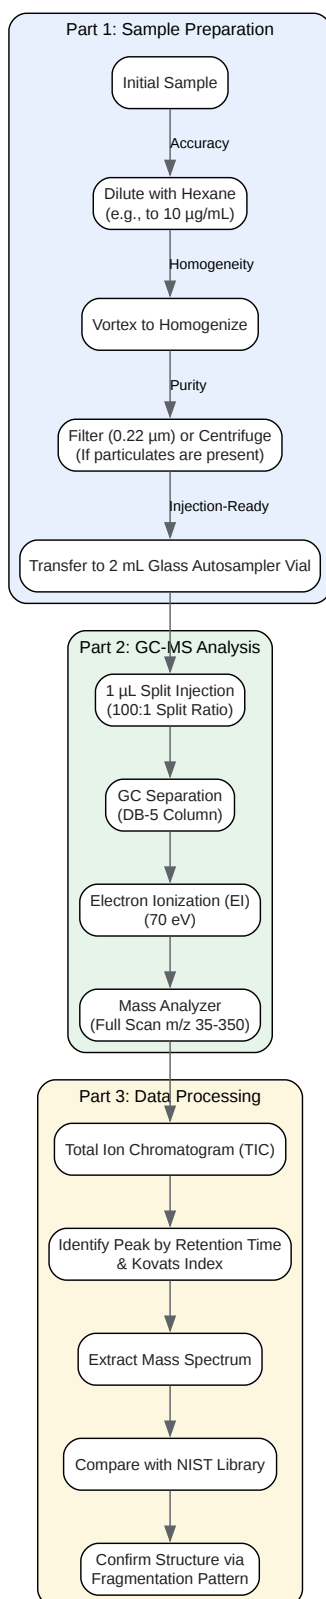 Part 1: Sample Preparation
Initial Sample
Accuracy
Dilute with Hexane
(e.g., to 10 µg/mL)
Homogeneity
Vortex to Homogenize
Purity
Filter (0.22 µm) or Centrifuge
(If particulates are present)
Injection-Ready
Transfer to 2 mL Glass Autosampler Vial
Part 2: GC-MS Analysis
1 µL Split Injection
(100:1 Split Ratio)
GC Separation
(DB-5 Column)
Electron Ionization (EI)
(70 eV)
Mass Analyzer
(Full Scan m/z 35-350)
Part 3: Data Processing
Total Ion Chromatogram (TIC)
Identify Peak by Retention Time
& Kovats Index
Extract Mass Spectrum
Compare with NIST Library
Confirm Structure via
Fragmentation Pattern